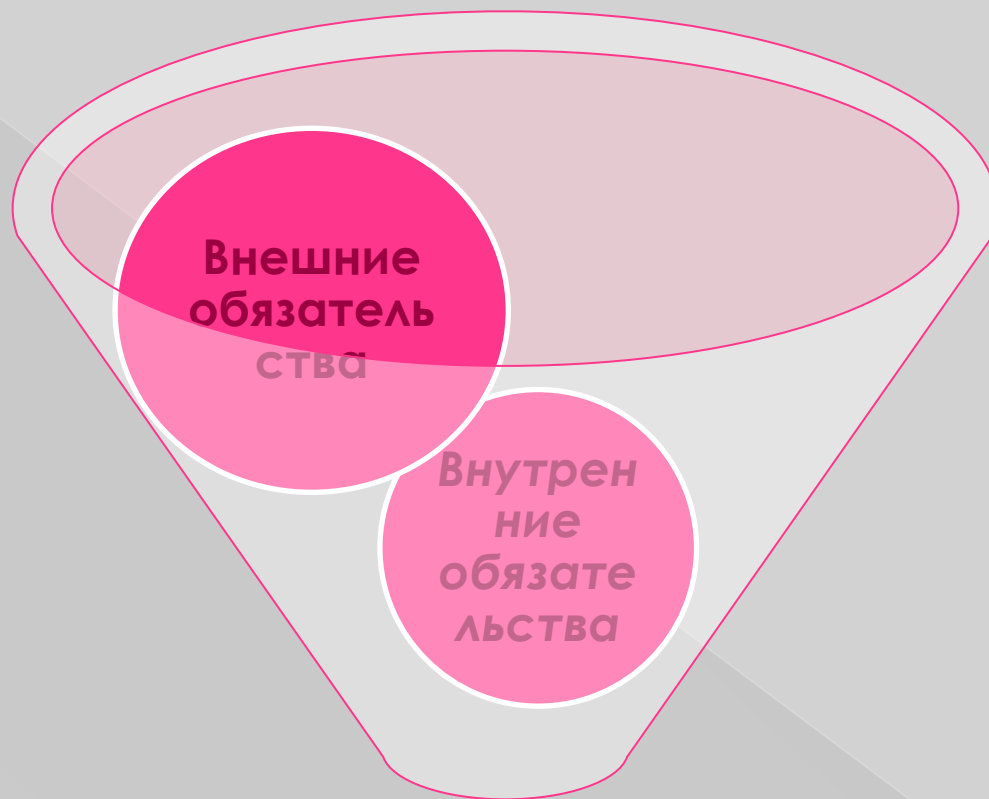 Внешние
обязатель
ства
Внутрен
ние
обязате
льства